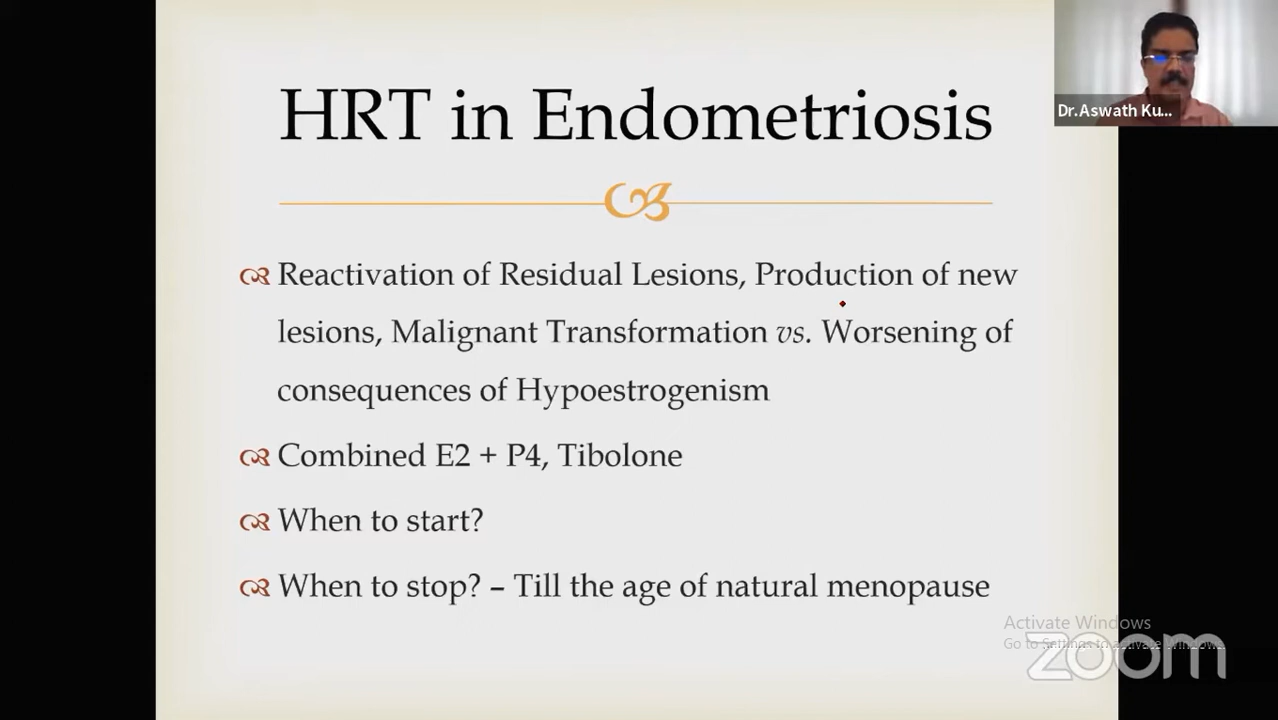 Dr.Aswath Ku...
HRT in Endometriosis
Reactivation of Residual Lesions, Production of new
lesions, Malignant Transformation vs. Worsening of
consequences of Hypoestrogenism
Combined E2 + P4, Tibolone
When to start?
When to stop? – Till the age of natural menopause
Activate Windows
Go to Settings to activate Windows.
zoom